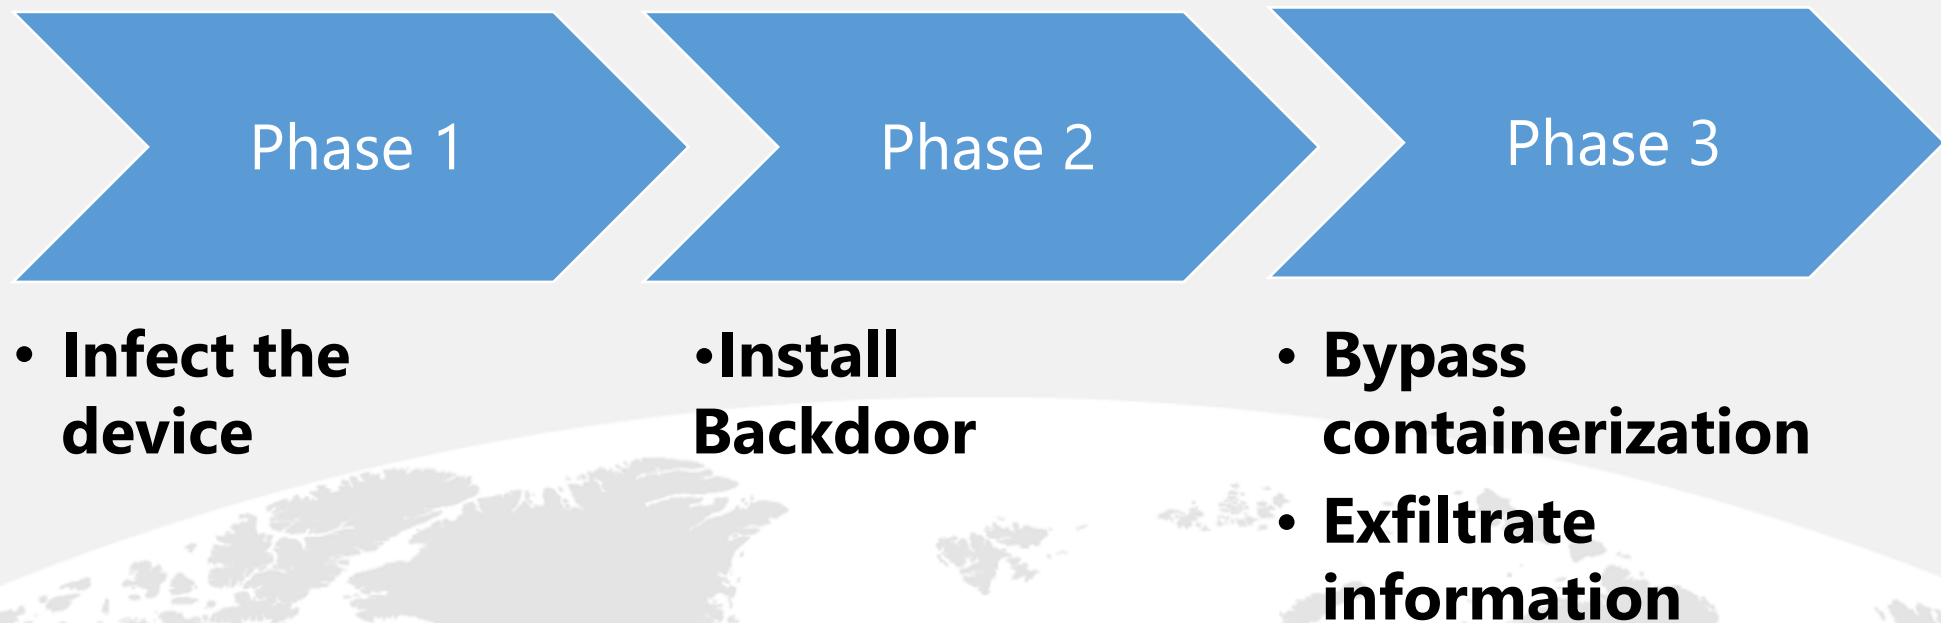 Phase 1
• Infect the
device
Phase 2
•Install
Backdoor
Phase 3
• Bypass
containerization
• Exfiltrate
information